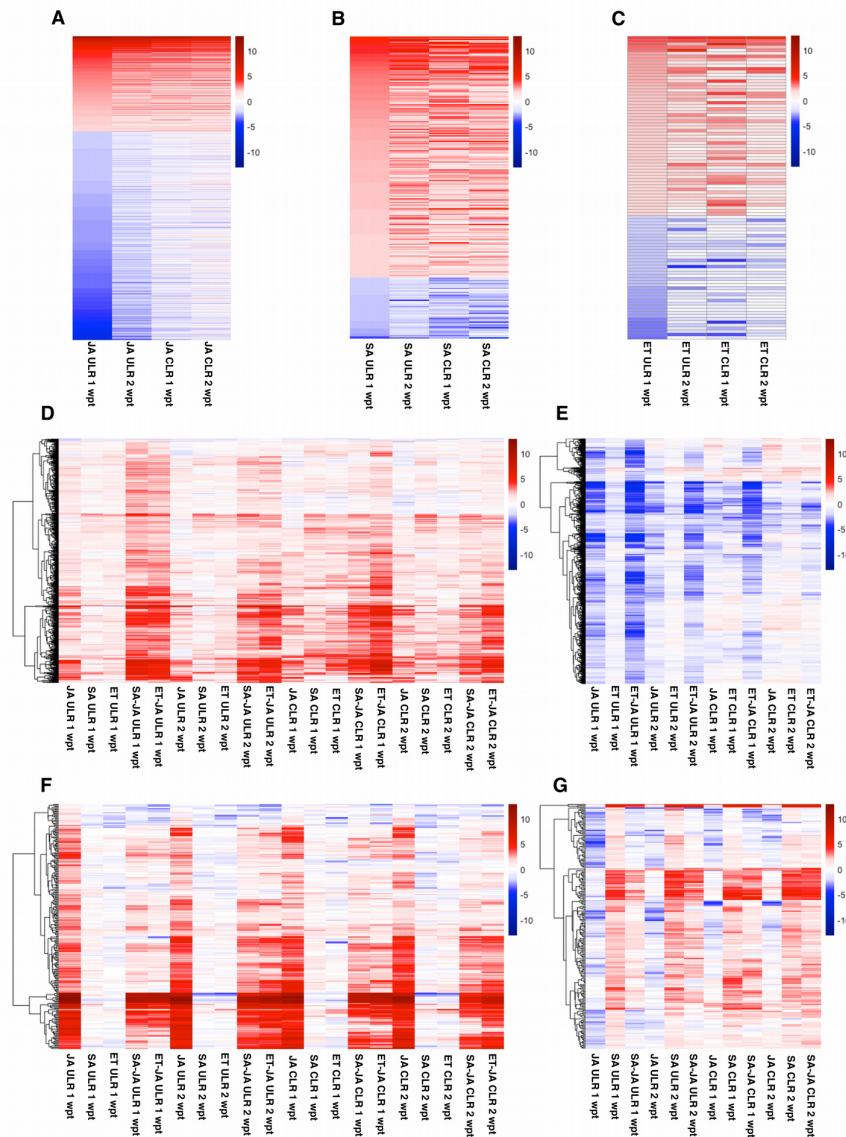 A
10
5
0
-5
-10
JA ULR 1 wpt
JA ULR 2 wpt
JA CLR 1 wpt
JA CLR 2 wpt
B
10
5
0
-5
-10
SA ULR 1 wpt
SA ULR 2 wpt
SA CLR 1 wpt
SA CLR 2 wpt
C
10
5
0
-5
-10
ET ULR 1 wpt
ET ULR 2 wpt
ET CLR 1 wpt
ET CLR 2 wpt
D
10
5
0
-5
-10
JA ULR 1 wpt
SA ULR 1 wpt
ET ULR 1 wpt
SA-JA ULR 1 wpt
ET-JA ULR 1 wpt
JA ULR 2 wpt
SA ULR 2 wpt
ET ULR 2 wpt
SA-JA ULR 2 wpt
ET-JA ULR 2 wpt
JA CLR 1 wpt
SA CLR 1 wpt
ET CLR 1 wpt
SA-JA CLR 1 wpt
ET-JA CLR 1 wpt
JA CLR 2 wpt
SA CLR 2 wpt
ET CLR 2 wpt
SA-JA CLR 2 wpt
ET-JA CLR 2 wpt
E
10
5
0
-5
-10
JA ULR 1 wpt
ET ULR 1 wpt
ET-JA ULR 1 wpt
JA ULR 2 wpt
ET ULR 2 wpt
ET-JA ULR 2 wpt
JA CLR 1 wpt
ET CLR 1 wpt
ET-JA CLR 1 wpt
JA CLR 2 wpt
ET CLR 2 wpt
ET-JA CLR 2 wpt
F
10
5
0
-5
-10
JA ULR 1 wpt
SA ULR 1 wpt
ET ULR 1 wpt
SA-JA ULR 1 wpt
ET-JA ULR 1 wpt
JA ULR 2 wpt
SA ULR 2 wpt
ET ULR 2 wpt
SA-JA ULR 2 wpt
ET-JA ULR 2 wpt
JA CLR 1 wpt
SA CLR 1 wpt
ET CLR 1 wpt
SA-JA CLR 1 wpt
ET-JA CLR 1 wpt
JA CLR 2 wpt
SA CLR 2 wpt
ET CLR 2 wpt
SA-JA CLR 2 wpt
ET-JA CLR 2 wpt
G
10
5
0
-5
-10
JA ULR 1 wpt
SA ULR 1 wpt
SA-JA ULR 1 wpt
JA ULR 2 wpt
SA ULR 2 wpt
SA-JA ULR 2 wpt
JA CLR 1 wpt
SA CLR 1 wpt
SA-JA CLR 1 wpt
JA CLR 2 wpt
SA CLR 2 wpt
SA-JA CLR 2 wpt